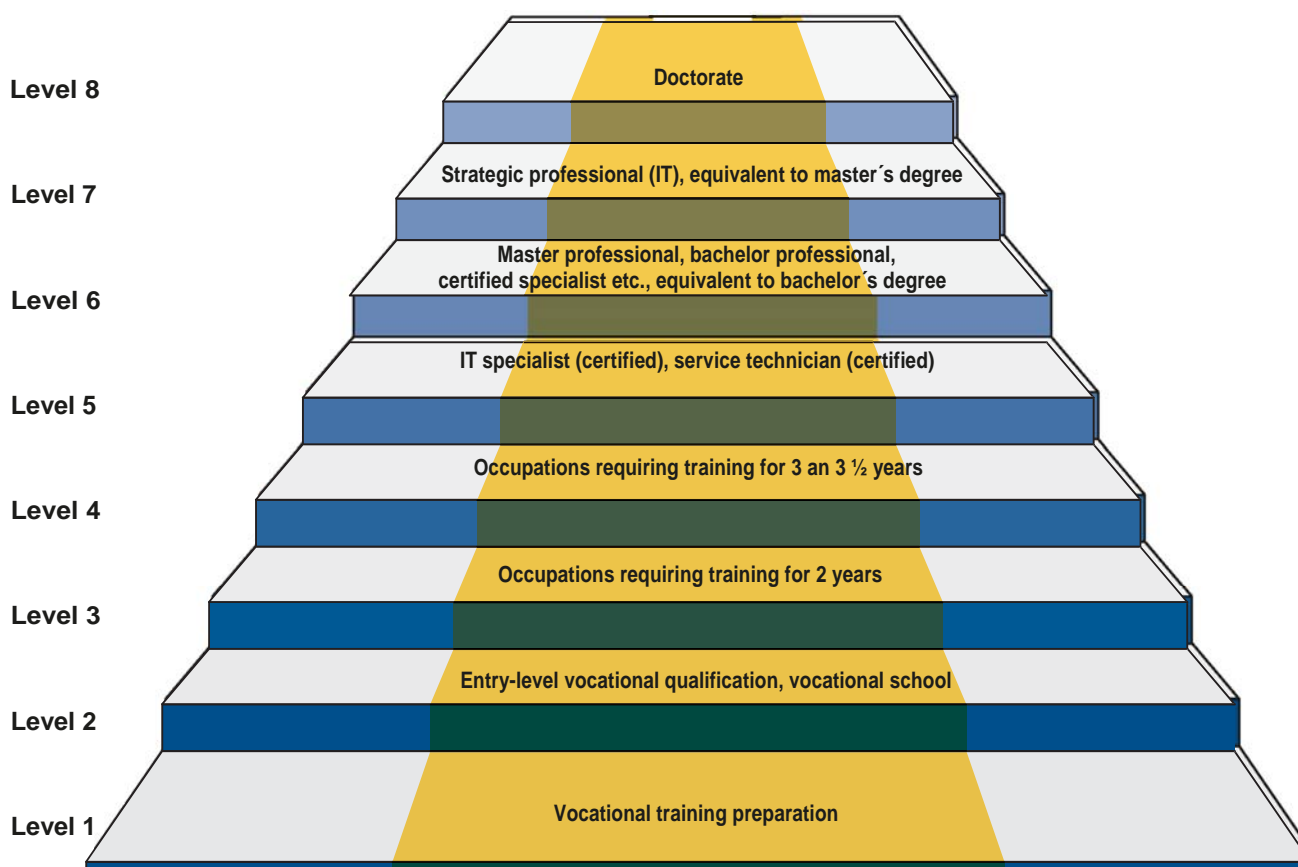 Level 8
Doctorate
Level 7
Strategic professional (IT), equivalent to master´s degree
Level 6
Master professional, bachelor professional,
certified specialist etc., equivalent to bachelor´s degree
Level 5
IT specialist (certified), service technician (certified)
Level 4
Occupations requiring training for 3 an 3 ½ years
Level 3
Occupations requiring training for 2 years
Level 2
Entry-level vocational qualification, vocational school
Level 1
Vocational training preparation